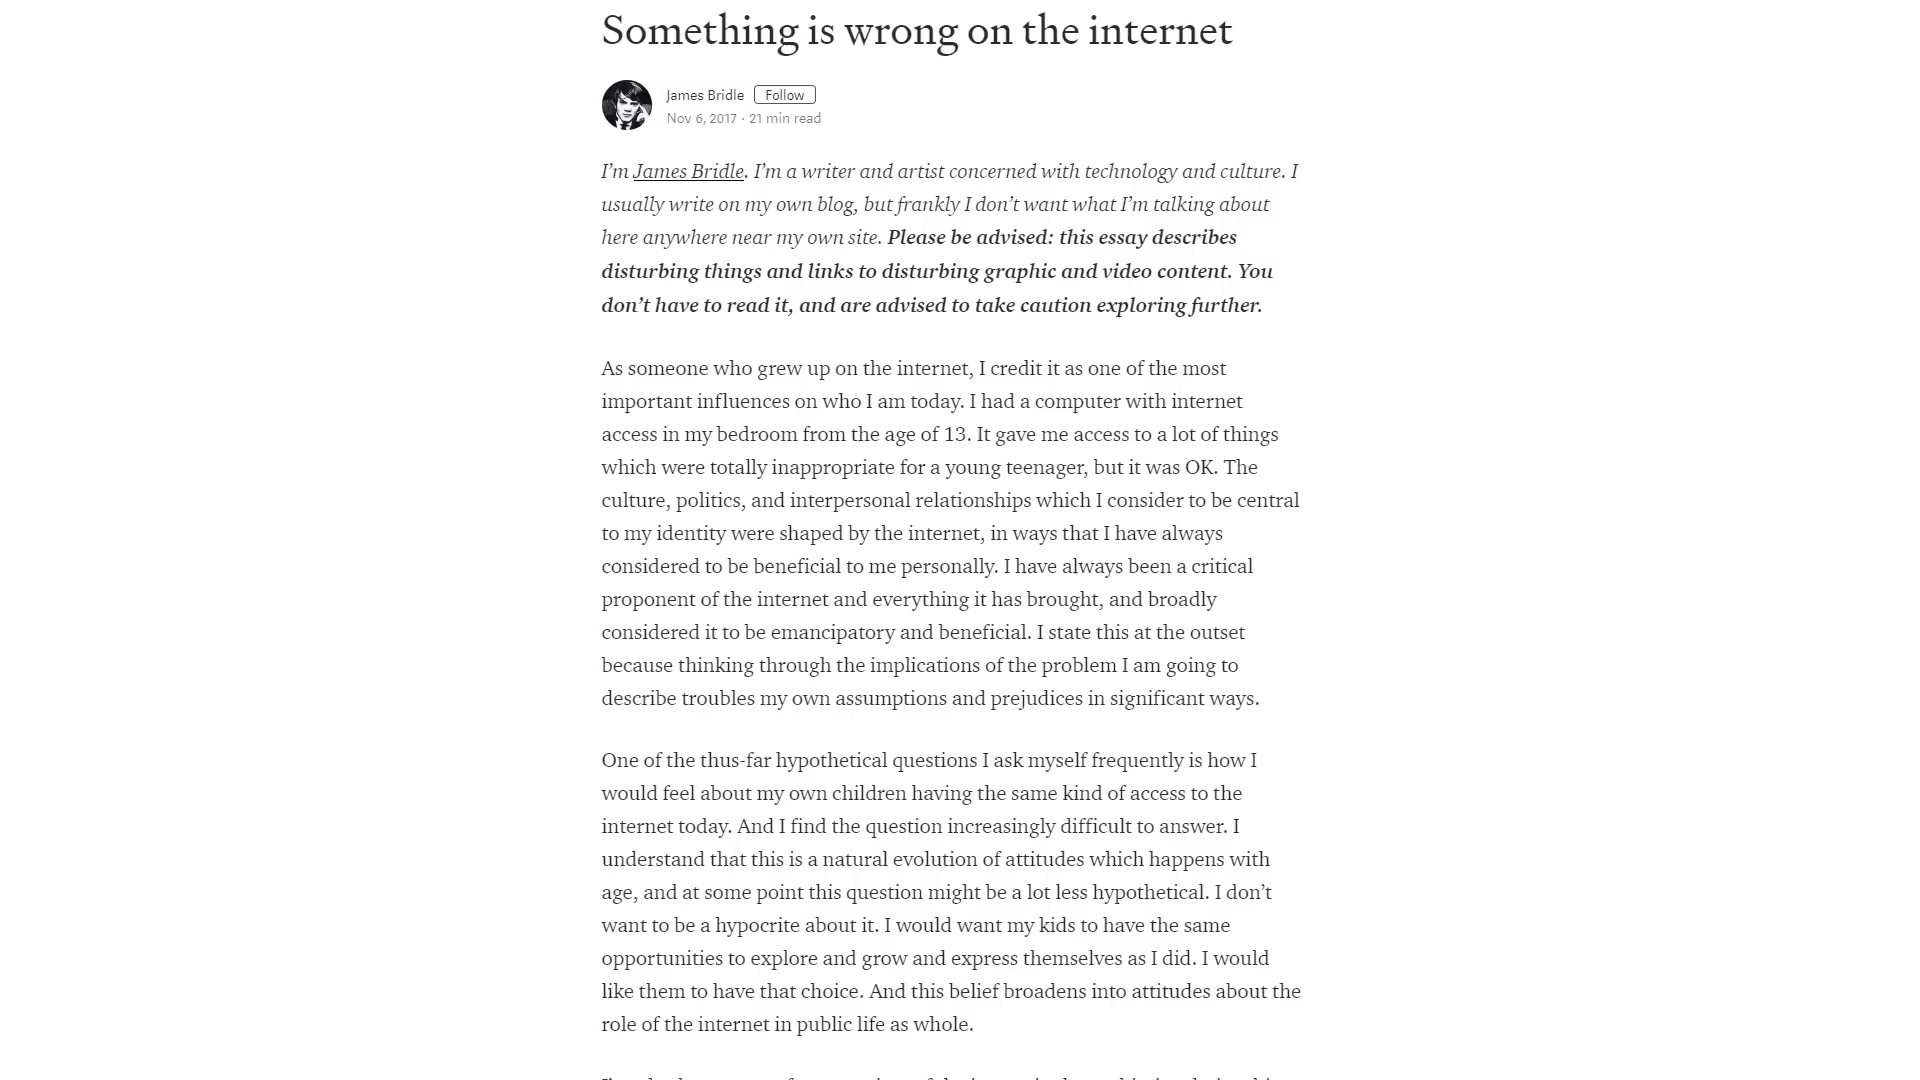 Something is wrong on the internet
James Bridle Follow
Nov 6, 2017 · 21 min read
I’m James Bridle. I’m a writer and artist concerned with technology and culture. I
usually write on my own blog, but frankly I don’t want what I’m talking about
here anywhere near my own site. Please be advised: this essay describes
disturbing things and links to disturbing graphic and video content. You
don’t have to read it, and are advised to take caution exploring further.
As someone who grew up on the internet, I credit it as one of the most
important influences on who I am today. I had a computer with internet
access in my bedroom from the age of 13. It gave me access to a lot of things
which were totally inappropriate for a young teenager, but it was OK. The
culture, politics, and interpersonal relationships which I consider to be central
to my identity were shaped by the internet, in ways that I have always
considered to be beneficial to me personally. I have always been a critical
proponent of the internet and everything it has brought, and broadly
considered it to be emancipatory and beneficial. I state this at the outset
because thinking through the implications of the problem I am going to
describe troubles my own assumptions and prejudices in significant ways.
One of the thus-far hypothetical questions I ask myself frequently is how I
would feel about my own children having the same kind of access to the
internet today. And I find the question increasingly difficult to answer. I
understand that this is a natural evolution of attitudes which happens with
age, and at some point this question might be a lot less hypothetical. I don’t
want to be a hypocrite about it. I would want my kids to have the same
opportunities to explore and grow and express themselves as I did. I would
like them to have that choice. And this belief broadens into attitudes about the
role of the internet in public life as whole.